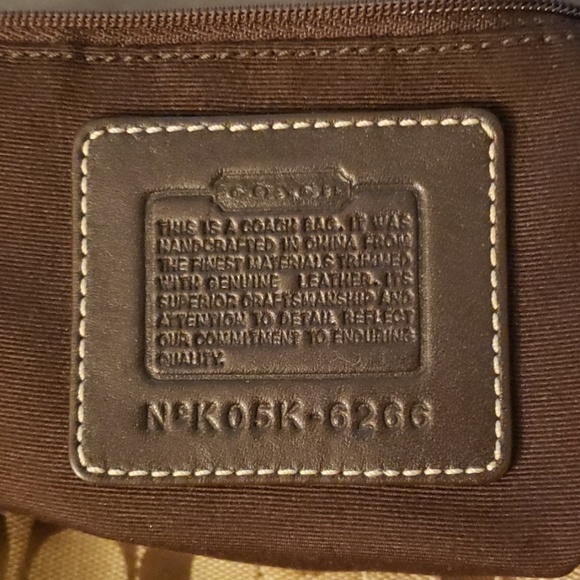 COACH
THIS IS A COACH BAG. IT WAS
HANDCRAFTED IN CHINA FROM
THE FINEST MATERIALS TRIMMED
WITH GENUINE LEATHER. ITS
SUPERIOR CRAFTSMANSHIP AND
ATTENTION TO DETAIL REFLECT
OUR COMMITMENT TO ENDURING
QUALITY.
Nº K05K-6266